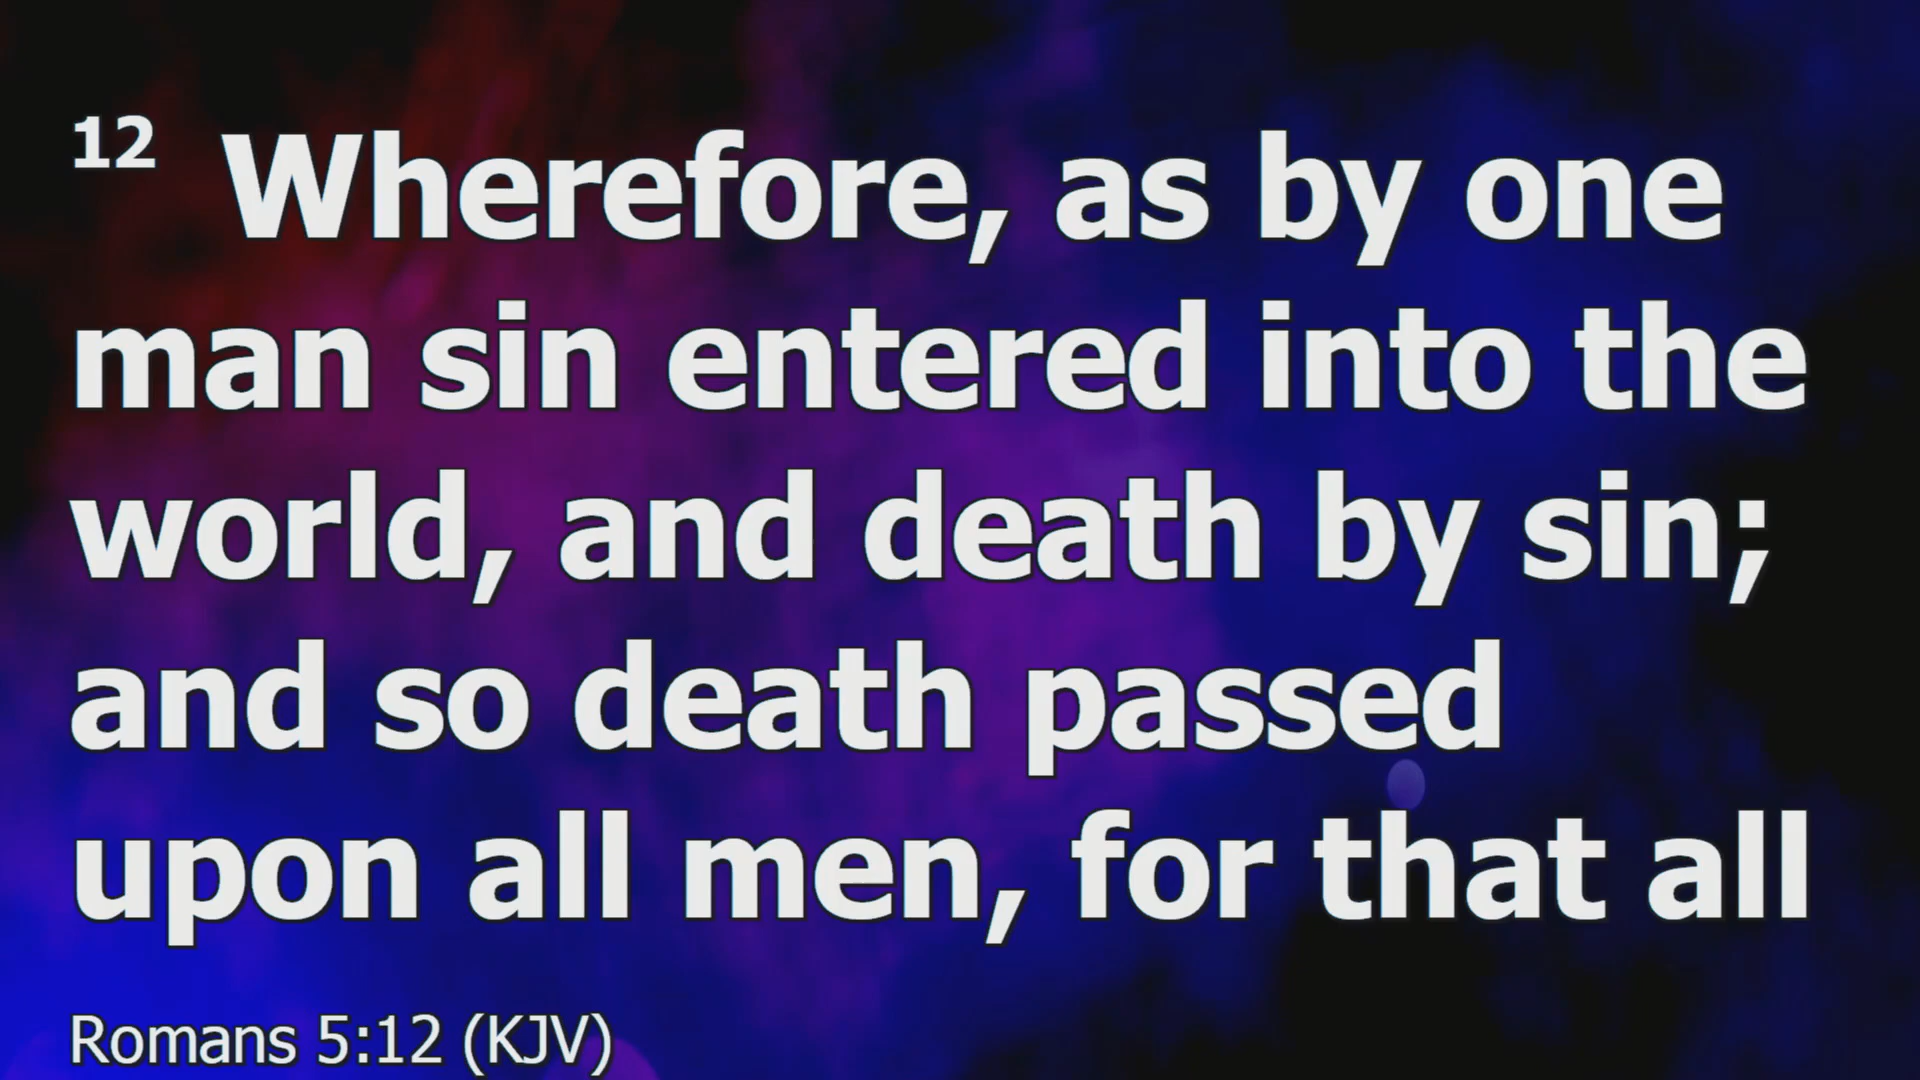 12 Wherefore, as by one
man sin entered into the
world, and death by sin;
and so death passed
upon all men, for that all
Romans 5:12 (KJV)